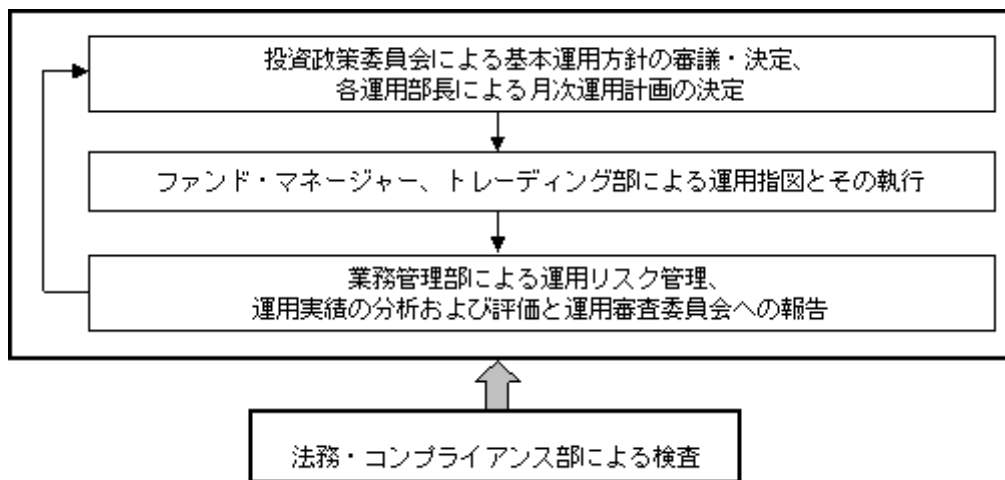 投資政策委員会による基本運用方針の審議・決定、
各運用部長による月次運用計画の決定
ファンド・マネージャー、トレーディング部による運用指図とその執行
業務管理部による運用リスク管理、
運用実績の分析および評価と運用審査委員会への報告
法務・コンプライアンス部による検査